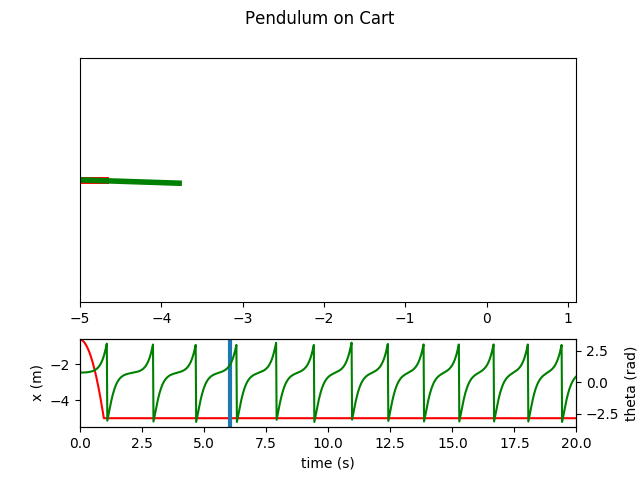 Pendulum on Cart
−5 −4 −3 −2 −1 0 1
−2
−4
x (m)
2.5
0.0
−2.5
theta (rad)
0.0 2.5 5.0 7.5 10.0 12.5 15.0 17.5 20.0
time (s)